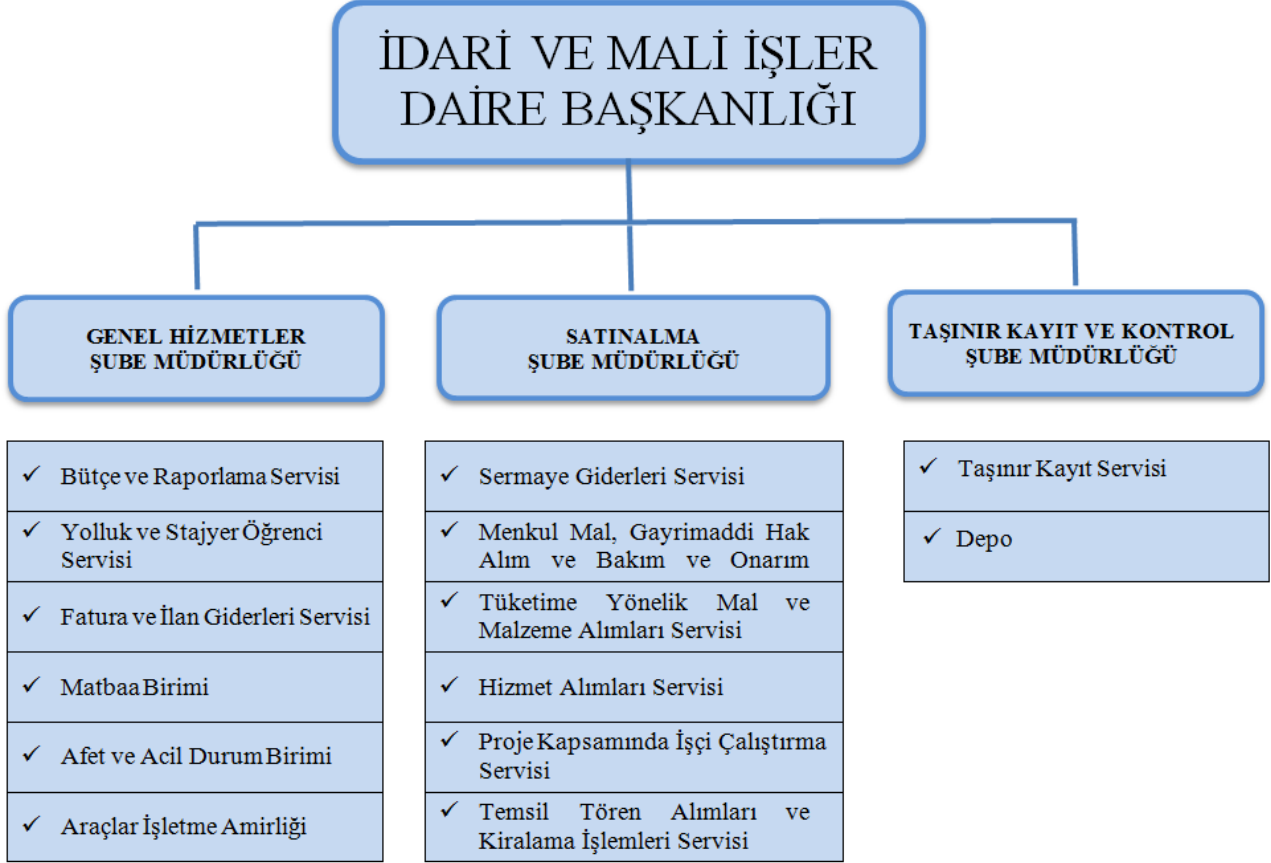 İDARİ VE MALİ İŞLER
DAİRE BAŞKANLIĞI
GENEL HİZMETLER
ŞUBE MÜDÜRLÜĞÜ
Bütçe ve Raporlama Servisi
Yolluk ve Stajyer Öğrenci
Servisi
Fatura ve İlan Giderleri Servisi
Matbaa Birimi
Afet ve Acil Durum Birimi
Araçlar İşletme Amirliği
SATINALMA
ŞUBE MÜDÜRLÜĞÜ
Sermaye Giderleri Servisi
Menkul Mal, Gayrimaddi Hak
Alım ve Bakım ve Onarım
Tüketime Yönelik Mal ve
Malzeme Alımları Servisi
Hizmet Alımları Servisi
Proje Kapsamında İşçi Çalıştırma
Servisi
Temsil Tören Alımları ve
Kiralama İşlemleri Servisi
TAŞINIR KAYIT VE KONTROL
ŞUBE MÜDÜRLÜĞÜ
Taşınır Kayıt Servisi
Depo